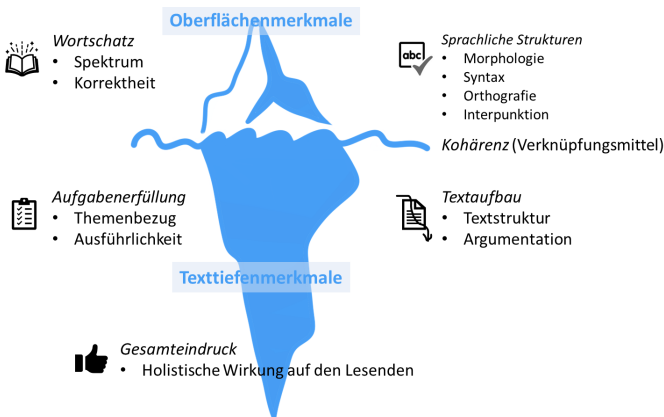 Oberflächenmerkmale
Wortschatz
• Spektrum
• Korrektheit
Sprachliche Strukturen
• Morphologie
• Syntax
• Orthografie
• Interpunktion
abc
Kohärenz (Verknüpfungsmittel)
Aufgabenerfüllung
• Themenbezug
• Ausführlichkeit
Textaufbau
• Textstruktur
• Argumentation
Texttiefenmerkmale
Gesamteindruck
• Holistische Wirkung auf den Lesenden